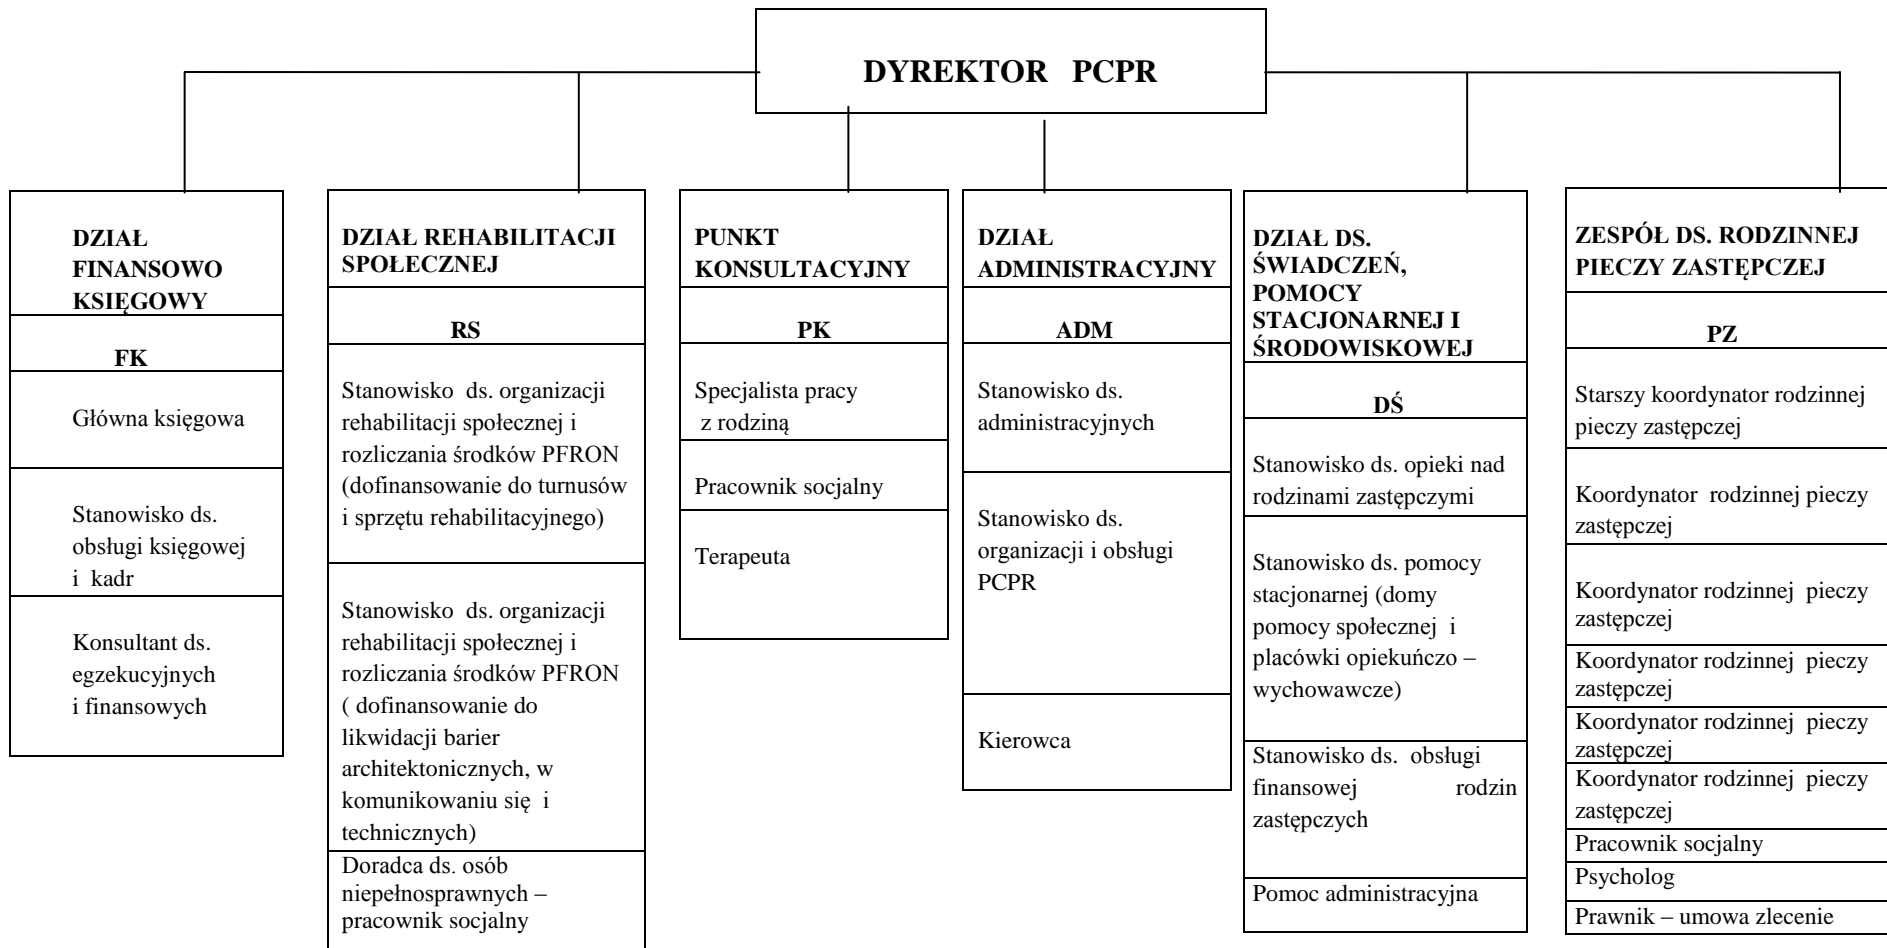 DYREKTOR PCPR
DZIAŁ
FINANSOWO
KSIĘGOWY
FK
Główna księgowa
Stanowisko ds.
obsługi księgowej
i kadr
Konsultant ds.
egzekucyjnych
i finansowych
DZIAŁ REHABILITACJI
SPOŁECZNEJ
RS
Stanowisko ds. organizacji
rehabilitacji społecznej i
rozliczania środków PFRON
(dofinansowanie do turnusów
i sprzętu rehabilitacyjnego)
Stanowisko ds. organizacji
rehabilitacji społecznej i
rozliczania środków PFRON
( dofinansowanie do
likwidacji barier
architektonicznych, w
komunikowaniu się i
technicznych)
Doradca ds. osób
niepełnosprawnych –
pracownik socjalny
PUNKT
KONSULTACYJNY
PK
Specjalista pracy
z rodziną
Pracownik socjalny
Terapeuta
DZIAŁ
ADMINISTRACYJNY
ADM
Stanowisko ds.
administracyjnych
Stanowisko ds.
organizacji i obsługi
PCPR
Kierowca
DZIAŁ DS.
ŚWIADCZEŃ,
POMOCY
STACJONARNEJ I
ŚRODOWISKOWEJ
DŚ
Stanowisko ds. opieki nad
rodzinami zastępczymi
Stanowisko ds. pomocy
stacjonarnej (domy
pomocy społecznej i
placówki opiekuńczo –
wychowawcze)
Stanowisko ds. obsługi
finansowej rodzin
zastępczych
Pomoc administracyjna
ZESPÓŁ DS. RODZINNEJ
PIECZY ZASTĘPCZEJ
PZ
Starszy koordynator rodzinnej
pieczy zastępczej
Koordynator rodzinnej pieczy
zastępczej
Koordynator rodzinnej pieczy
zastępczej
Koordynator rodzinnej pieczy
zastępczej
Koordynator rodzinnej pieczy
zastępczej
Koordynator rodzinnej pieczy
zastępczej
Pracownik socjalny
Psycholog
Prawnik – umowa zlecenie